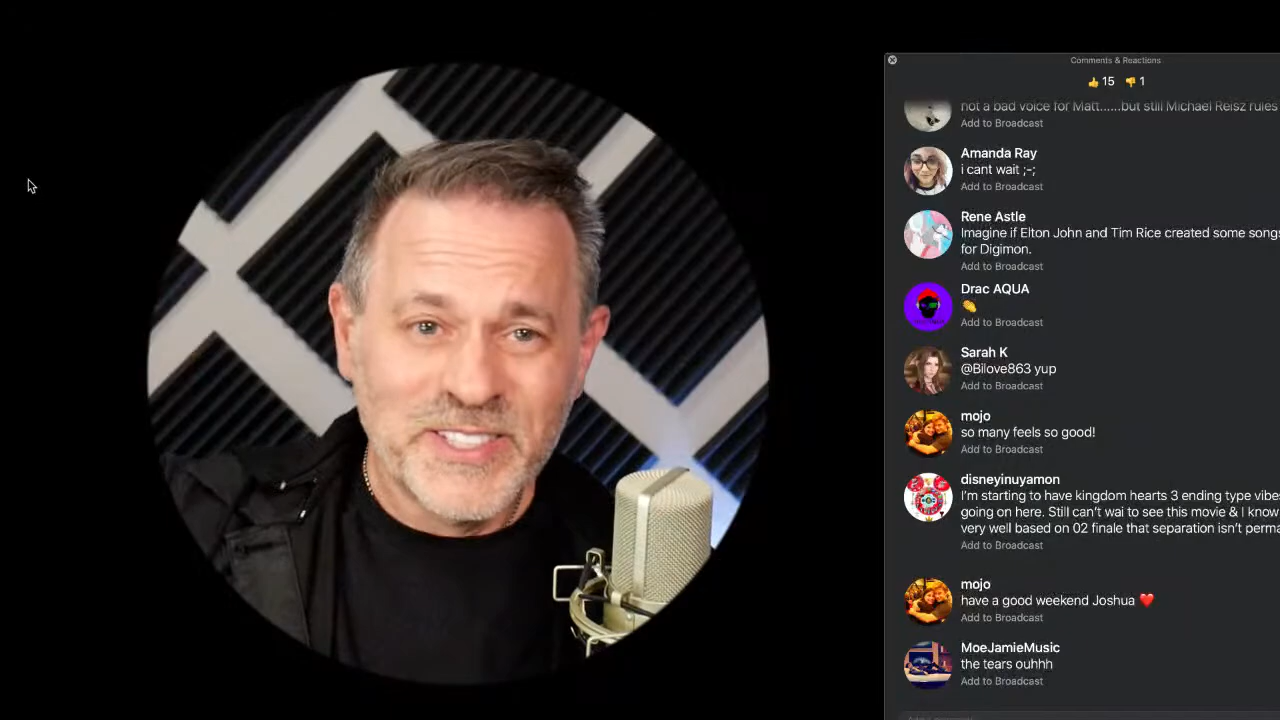 Comments & Reactions
👍 15 👎 1
not a bad voice for Matt......but still Michael Reisz rules
Add to Broadcast
Amanda Ray
i cant wait ;-;
Add to Broadcast
Rene Astle
Imagine if Elton John and Tim Rice created some songs
for Digimon.
Add to Broadcast
Drac AQUA
👏
Add to Broadcast
Sarah K
@Bilove863 yup
Add to Broadcast
mojo
so many feels so good!
Add to Broadcast
disneyinuyamon
I'm starting to have kingdom hearts 3 ending type vibe
going on here. Still can't wai to see this movie & I know
very well based on 02 finale that separation isn't perma
Add to Broadcast
mojo
have a good weekend Joshua ❤️
Add to Broadcast
MoeJamieMusic
the tears ouhhh
Add to Broadcast